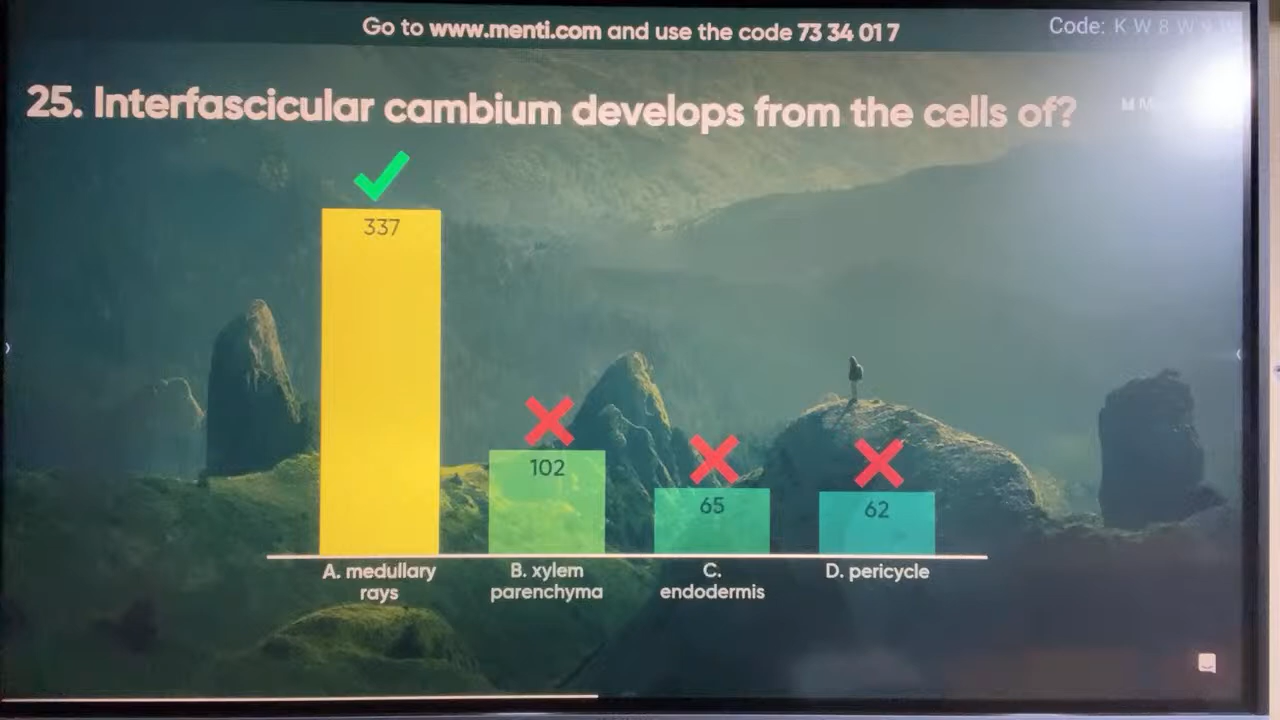 Go to www.menti.com and use the code 73 34 01 7
Code: K W 8 W
25. Interfascicular cambium develops from the cells of?
337
102
65
62
A. medullary rays
B. xylem parenchyma
C. endodermis
D. pericycle